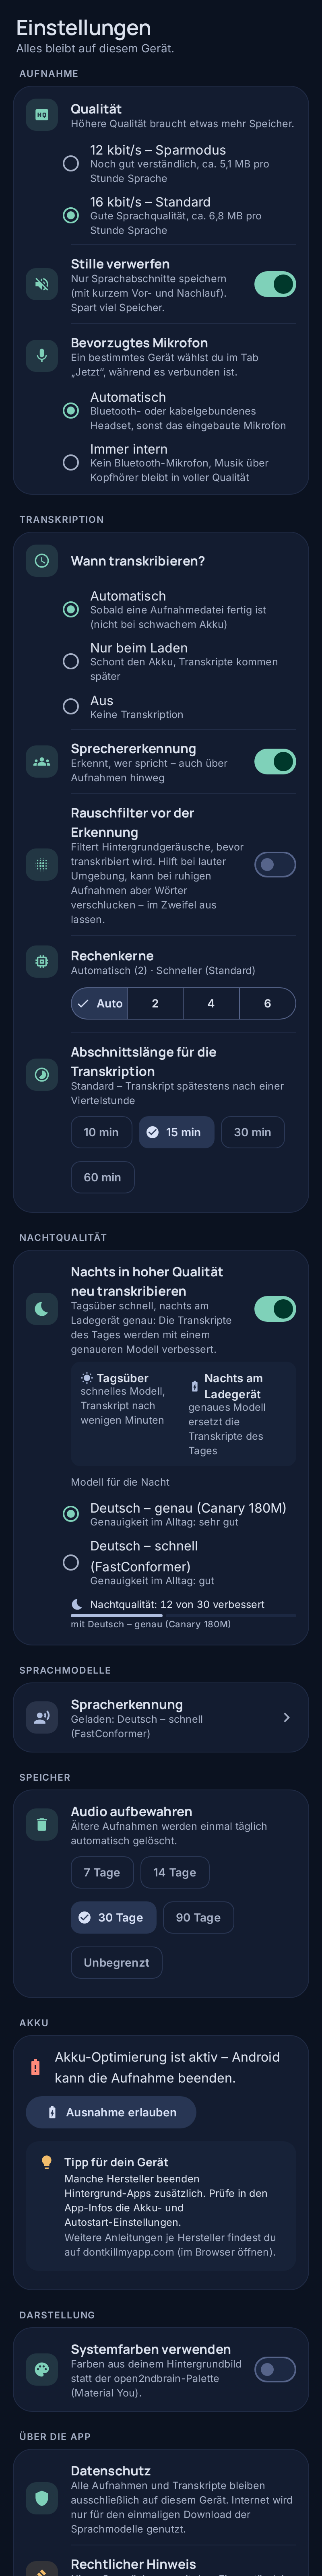 Einstellungen
Alles bleibt auf diesem Gerät.
AUFNAHME
Qualität
Höhere Qualität braucht etwas mehr Speicher.
12 kbit/s – Sparmodus
Noch gut verständlich, ca. 5,1 MB pro
Stunde Sprache
16 kbit/s – Standard
Gute Sprachqualität, ca. 6,8 MB pro
Stunde Sprache
Stille verwerfen
Nur Sprachabschnitte speichern
(mit kurzem Vor- und Nachlauf).
Spart viel Speicher.
Bevorzugtes Mikrofon
Ein bestimmtes Gerät wählst du im Tab
„Jetzt“, während es verbunden ist.
Automatisch
Bluetooth- oder kabelgebundenes
Headset, sonst das eingebaute Mikrofon
Immer intern
Kein Bluetooth-Mikrofon, Musik über
Kopfhörer bleibt in voller Qualität
TRANSKRIPTION
Wann transkribieren?
Automatisch
Sobald eine Aufnahmedatei fertig ist
(nicht bei schwachem Akku)
Nur beim Laden
Schont den Akku, Transkripte kommen
später
Aus
Keine Transkription
Sprechererkennung
Erkennt, wer spricht – auch über
Aufnahmen hinweg
Rauschfilter vor der
Erkennung
Filtert Hintergrundgeräusche, bevor
transkribiert wird. Hilft bei lauter
Umgebung, kann bei ruhigen
Aufnahmen aber Wörter
verschlucken – im Zweifel aus
lassen.
Rechenkerne
Automatisch (2) · Schneller (Standard)
Auto 2 4 6
Abschnittslänge für die
Transkription
Standard – Transkript spätestens nach einer
Viertelstunde
10 min 15 min 30 min
60 min
NACHTQUALITÄT
Nachts in hoher Qualität
neu transkribieren
Tagsüber schnell, nachts am
Ladegerät genau: Die Transkripte
des Tages werden mit einem
genaueren Modell verbessert.
Tagsüber
schnelles Modell,
Transkript nach
wenigen Minuten
Nachts am
Ladegerät
genaues Modell
ersetzt die
Transkripte des
Tages
Modell für die Nacht
Deutsch – genau (Canary 180M)
Genauigkeit im Alltag: sehr gut
Deutsch – schnell
(FastConformer)
Genauigkeit im Alltag: gut
Nachtqualität: 12 von 30 verbessert
mit Deutsch – genau (Canary 180M)
SPRACHMODELLE
Spracherkennung
Geladen: Deutsch – schnell
(FastConformer)
SPEICHER
Audio aufbewahren
Ältere Aufnahmen werden einmal täglich
automatisch gelöscht.
7 Tage 14 Tage
30 Tage 90 Tage
Unbegrenzt
AKKU
Akku-Optimierung ist aktiv – Android
kann die Aufnahme beenden.
Ausnahme erlauben
Tipp für dein Gerät
Manche Hersteller beenden
Hintergrund-Apps zusätzlich. Prüfe in den
App-Infos die Akku- und
Autostart-Einstellungen.
Weitere Anleitungen je Hersteller findest du
auf dontkillmyapp.com (im Browser öffnen).
DARSTELLUNG
Systemfarben verwenden
Farben aus deinem Hintergrundbild
statt der open2ndbrain-Palette
(Material You).
ÜBER DIE APP
Datenschutz
Alle Aufnahmen und Transkripte bleiben
ausschließlich auf diesem Gerät. Internet wird
nur für den einmaligen Download der
Sprachmodelle genutzt.
Rechtlicher Hinweis